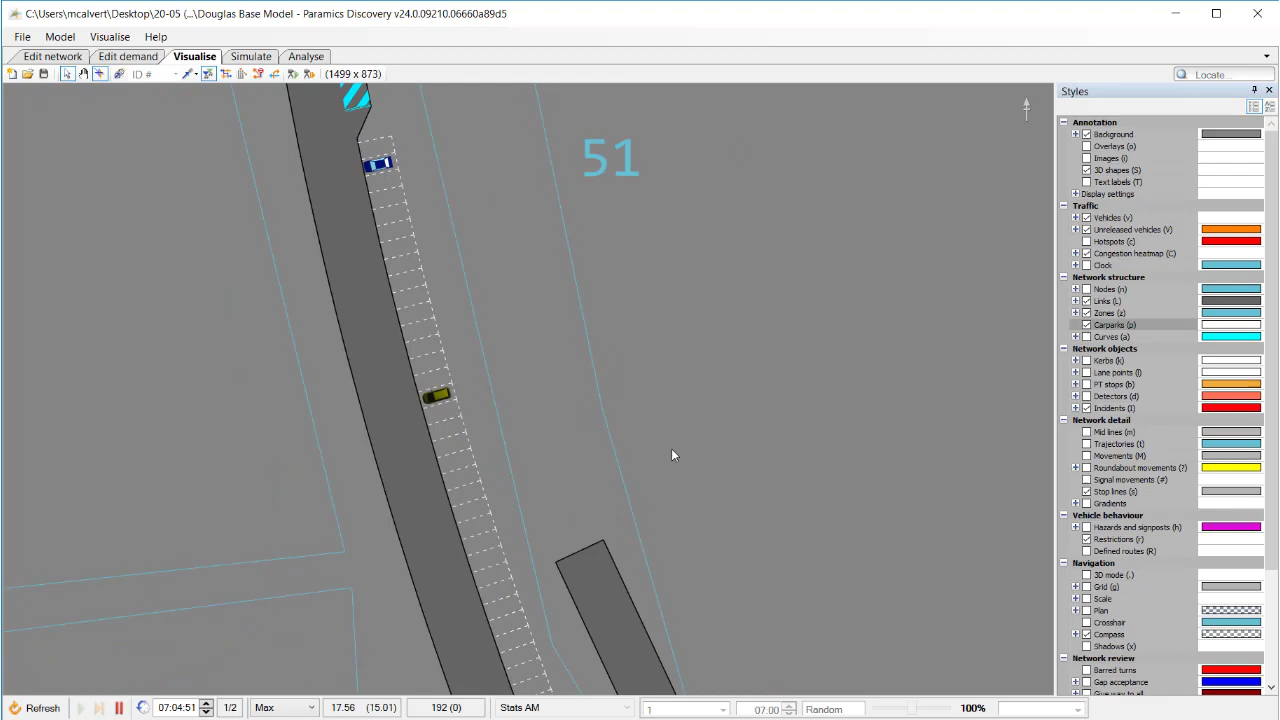 C:\Users\mcalvert\Desktop\20-05 (...\Douglas Base Model - Paramics Discovery v24.0.09210.06660a89d5
File Model Visualise Help
Edit network Edit demand Visualise Simulate Analyse
ID # (1499 x 873) Locate...
Styles
51
Annotation
Background
Overlays (o)
Images (i)
3D shapes (S)
Text labels (T)
Display settings
Traffic
Vehicles (v)
Unreleased vehicles (V)
Hotspots (c)
Congestion heatmap (C)
Clock
Network structure
Nodes (n)
Links (L)
Zones (z)
Carparks (p)
Curves (a)
Network objects
Kerbs (k)
Lane points (l)
PT stops (b)
Detectors (d)
Incidents (I)
Network detail
Mid lines (m)
Trajectories (t)
Movements (M)
Roundabout movements (?)
Signal movements (#)
Stop lines (s)
Gradients
Vehicle behaviour
Hazards and signposts (h)
Restrictions (r)
Defined routes (R)
Navigation
3D mode (.)
Grid (g)
Scale
Plan
Crosshair
Compass
Shadows (x)
Network review
Barred turns
Gap acceptance
Give way to all
Refresh 07:04:51 1/2 Max 17.56 (15:1) 192 (0) Stats AM 1 07:00 Random 100%